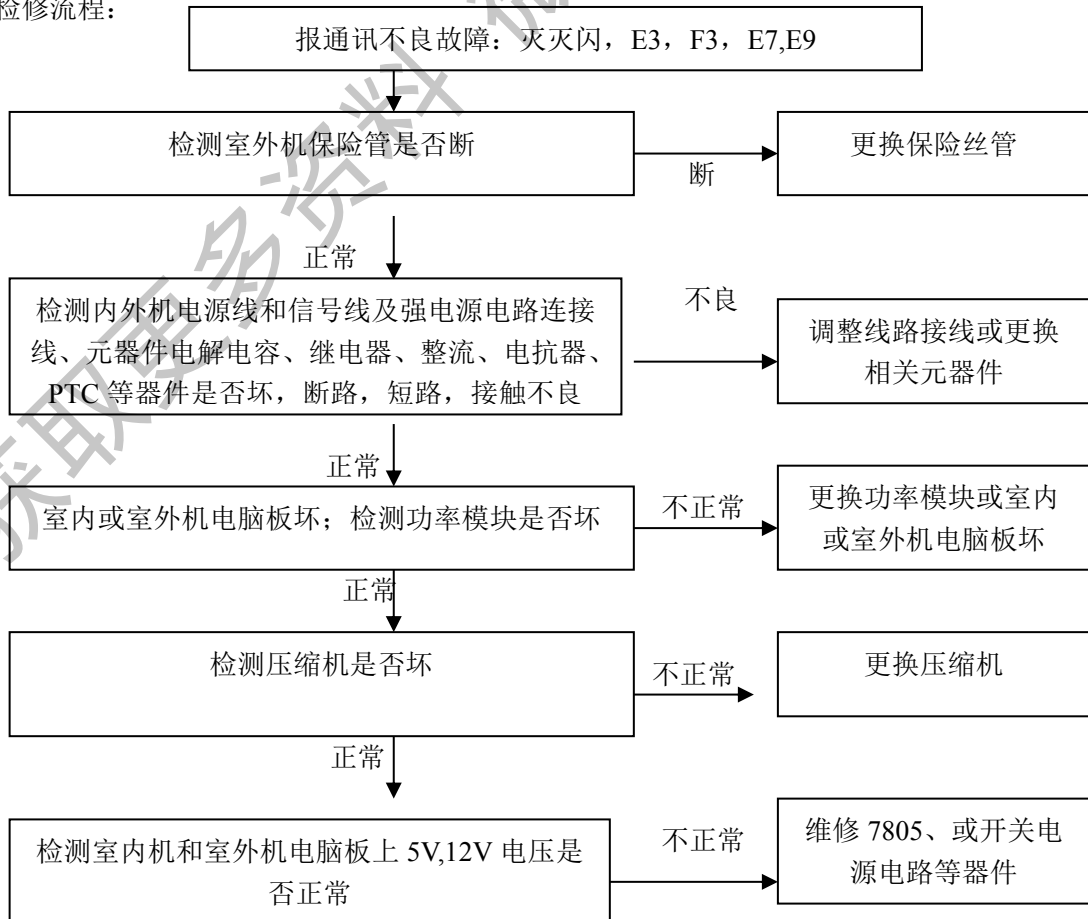 检修流程：
报通讯不良故障：灭灭闪，E3，F3，E7,E9
检测室外机保险管是否断
断
更换保险丝管
正常
检测内外机电源线和信号线及强电源电路连接
线、元器件电解电容、继电器、整流、电抗器、
PTC 等器件是否坏，断路，短路，接触不良
不良
调整线路接线或更换
相关元器件
正常
室内或室外机电脑板坏；检测功率模块是否坏
不正常
更换功率模块或室内
或室外机电脑板坏
正常
检测压缩机是否坏
不正常
更换压缩机
正常
检测室内机和室外机电脑板上 5V,12V 电压是
否正常
不正常
维修 7805、或开关电
源电路等器件
获取更多资料